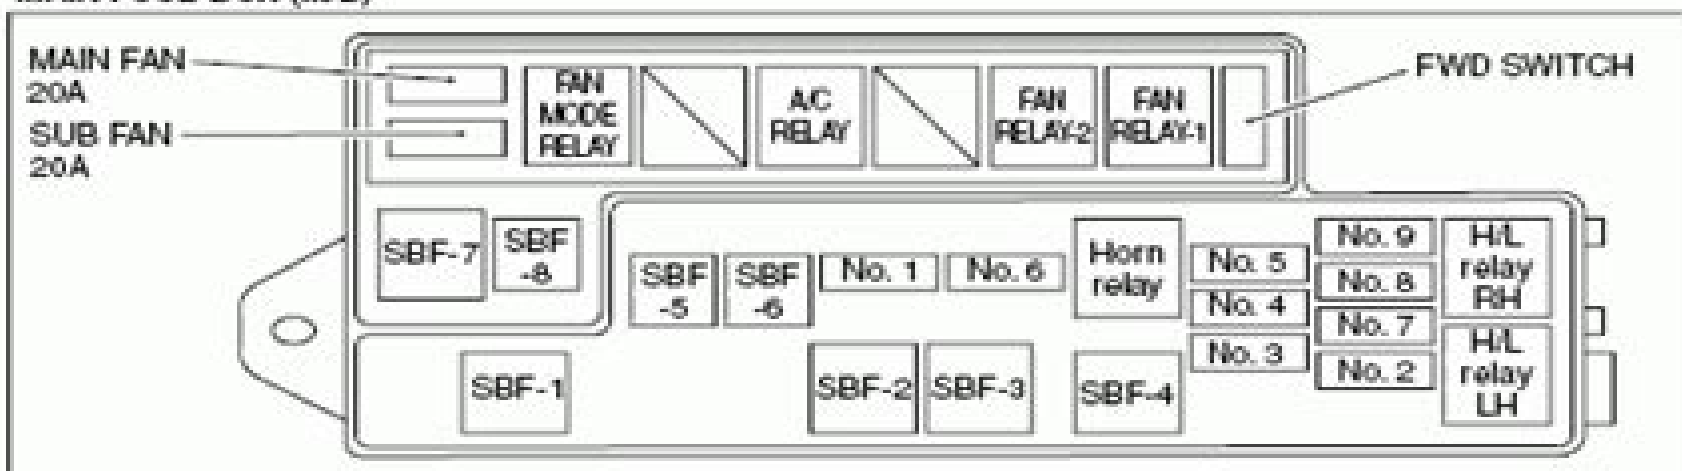 MAIN FAN
20A
SUB FAN
20A
FAN
MODE
RELAY
A/C
RELAY
FAN
RELAY-2
FAN
RELAY-1
FWD SWITCH
SBF-7
SBF
-8
SBF
-5
SBF
-6
No. 1
No. 6
Horn
relay
No. 5
No. 4
No. 3
No. 9
No. 8
No. 7
No. 2
H/L
relay
RH
H/L
relay
LH
SBF-1
SBF-2
SBF-3
SBF-4